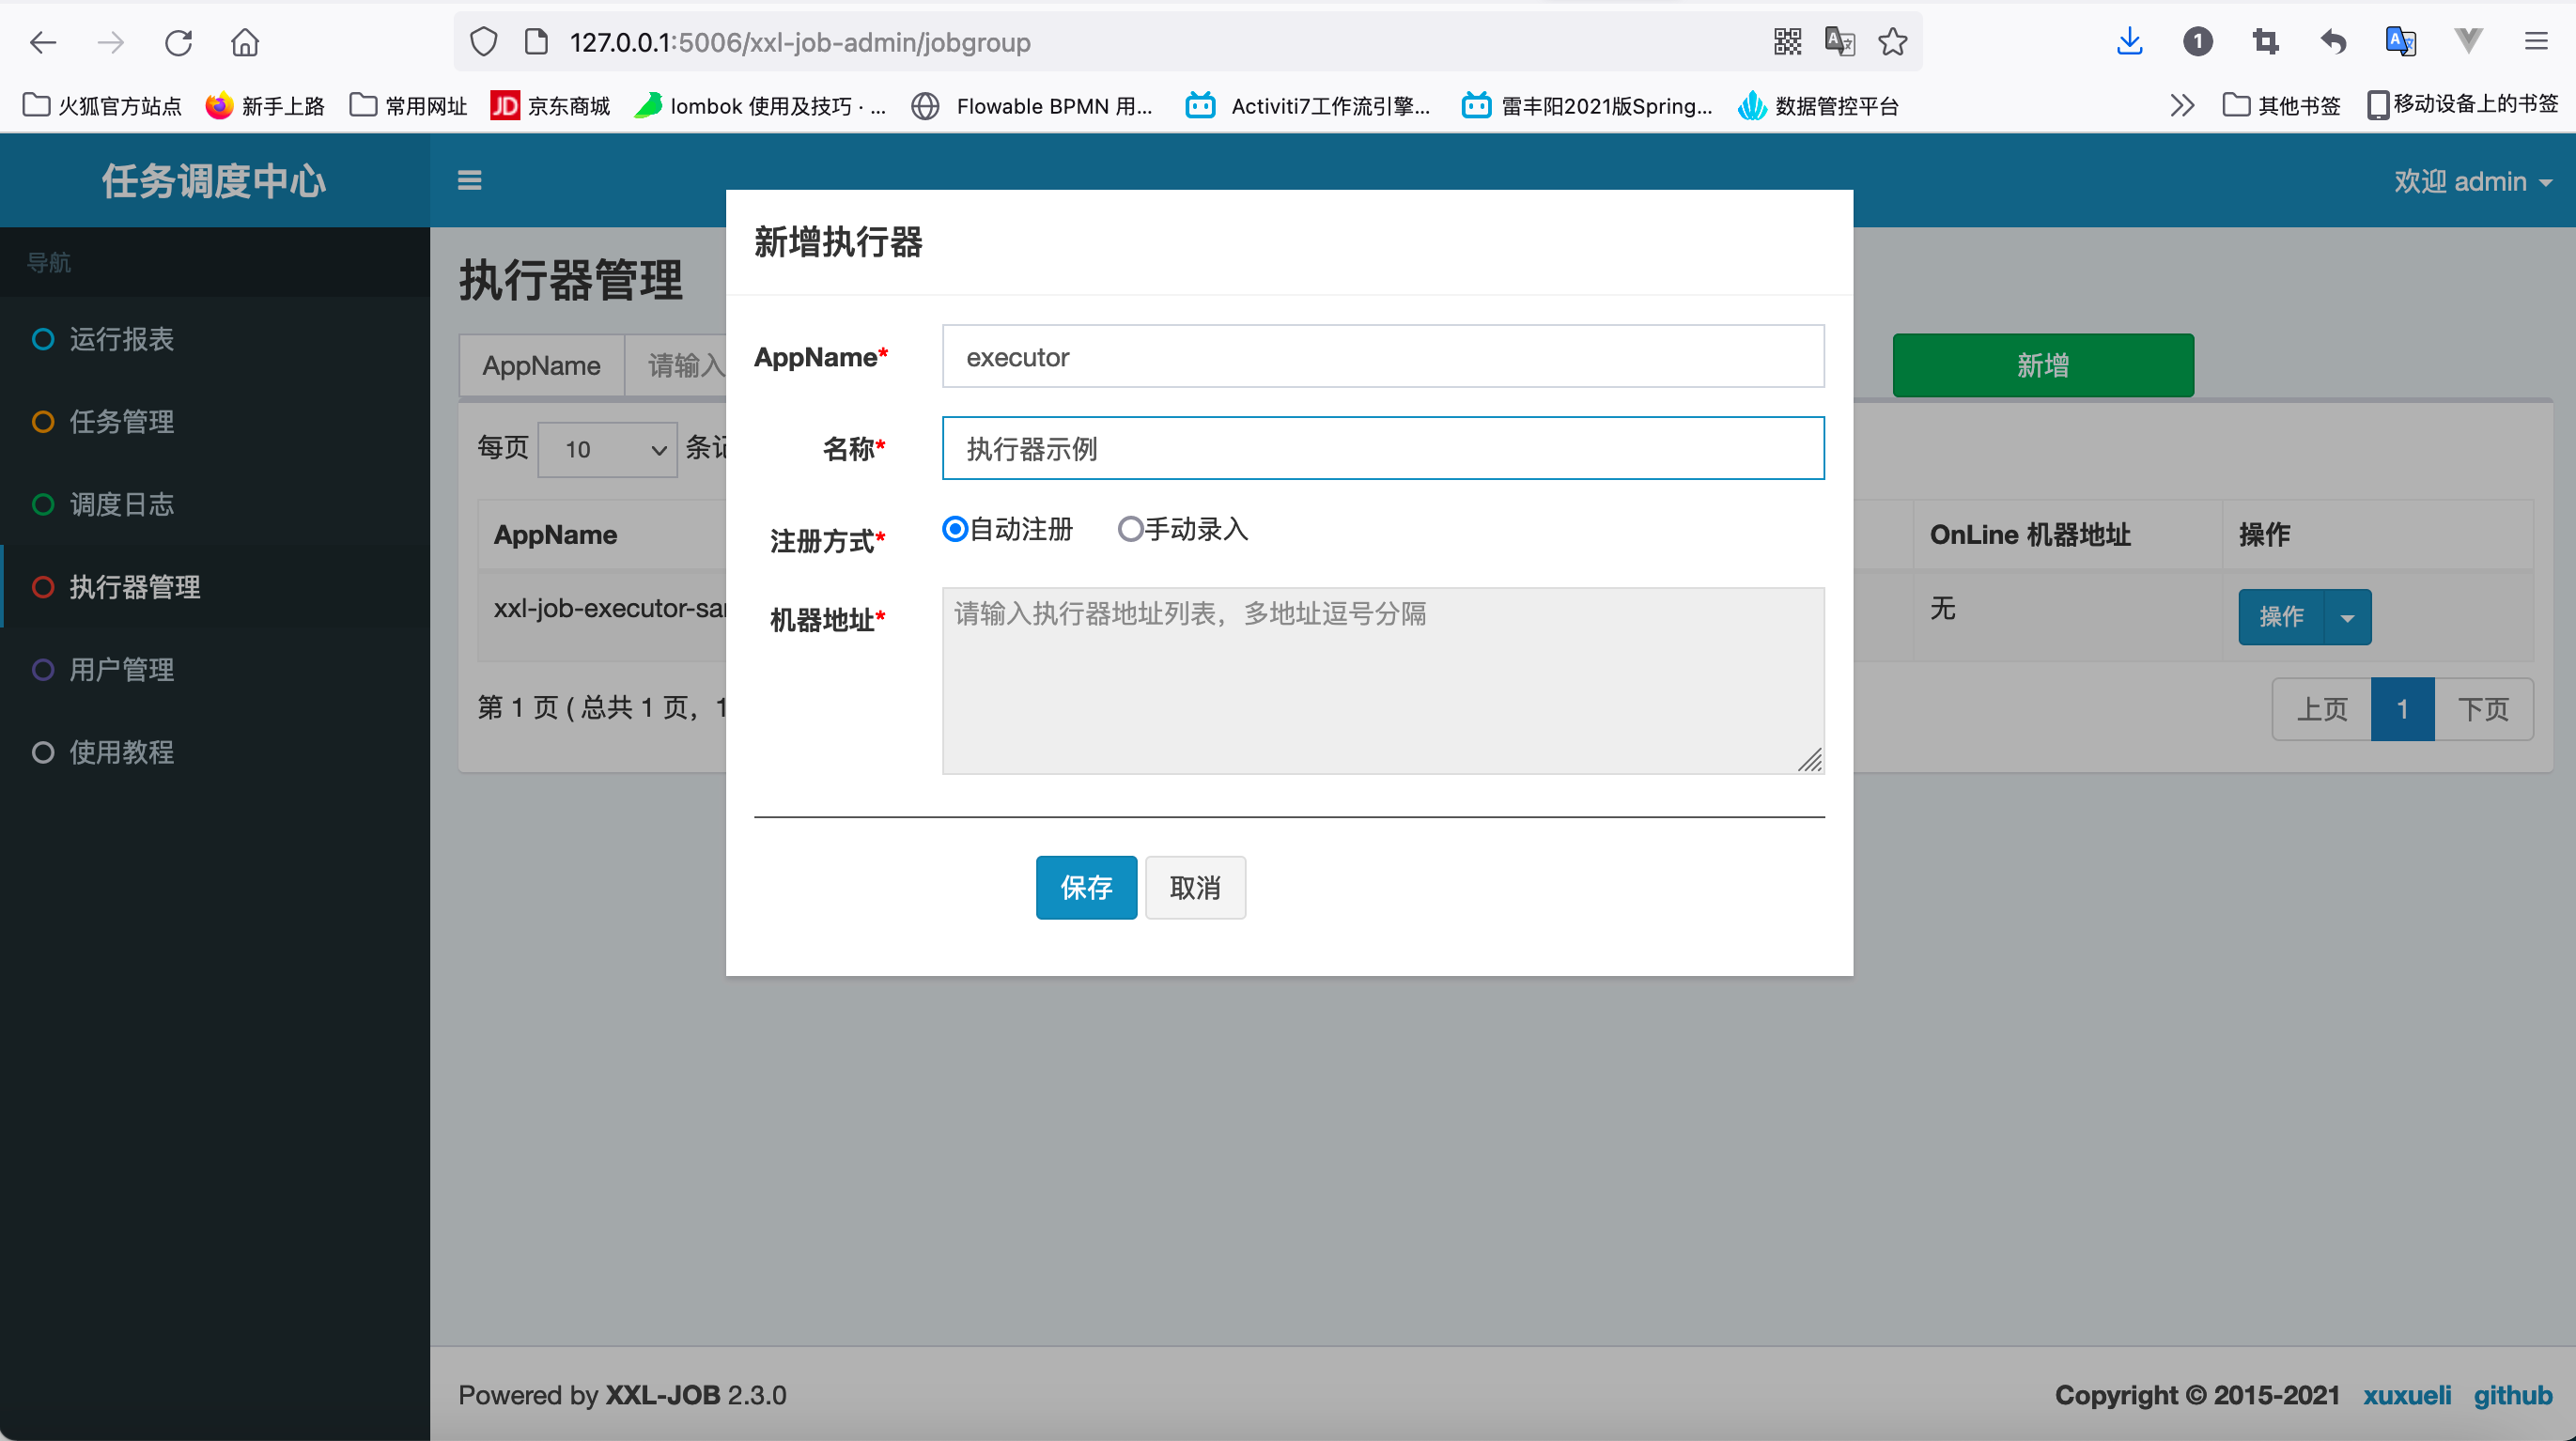 127.0.0.1:5006/xxl-job-admin/jobgroup
1
火狐官方站点 新手上路 常用网址 JD 京东商城 lombok 使用及技巧 · ... Flowable BPMN 用... Activiti7工作流引擎... 雷丰阳2021版Spring... 数据管控平台 其他书签 移动设备上的书签
任务调度中心
欢迎 admin
导航
运行报表
任务管理
调度日志
执行器管理
用户管理
使用教程
执行器管理
AppName 请输入
新增
每页 10 条记
AppName OnLine 机器地址 操作
xxl-job-executor-sam 无 操作
第 1 页 ( 总共 1 页，1
上页 1 下页
新增执行器
AppName* executor
名称* 执行器示例
注册方式* 自动注册 手动录入
机器地址* 请输入执行器地址列表，多地址逗号分隔
保存 取消
Powered by XXL-JOB 2.3.0
Copyright © 2015-2021 xuxueli github